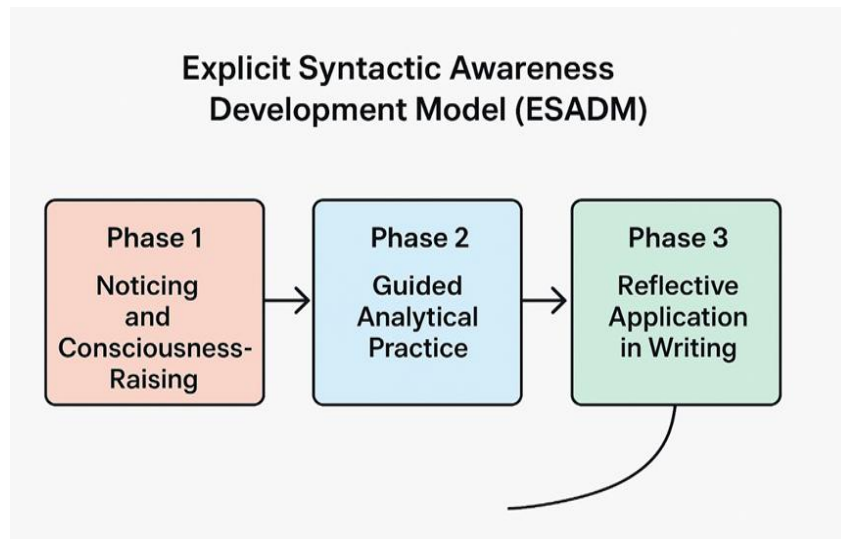 Explicit Syntactic Awareness
Development Model (ESADM)
Phase 1
Noticing
and
Consciousness-
Raising
Phase 2
Guided
Analytical
Practice
Phase 3
Reflective
Application
in Writing